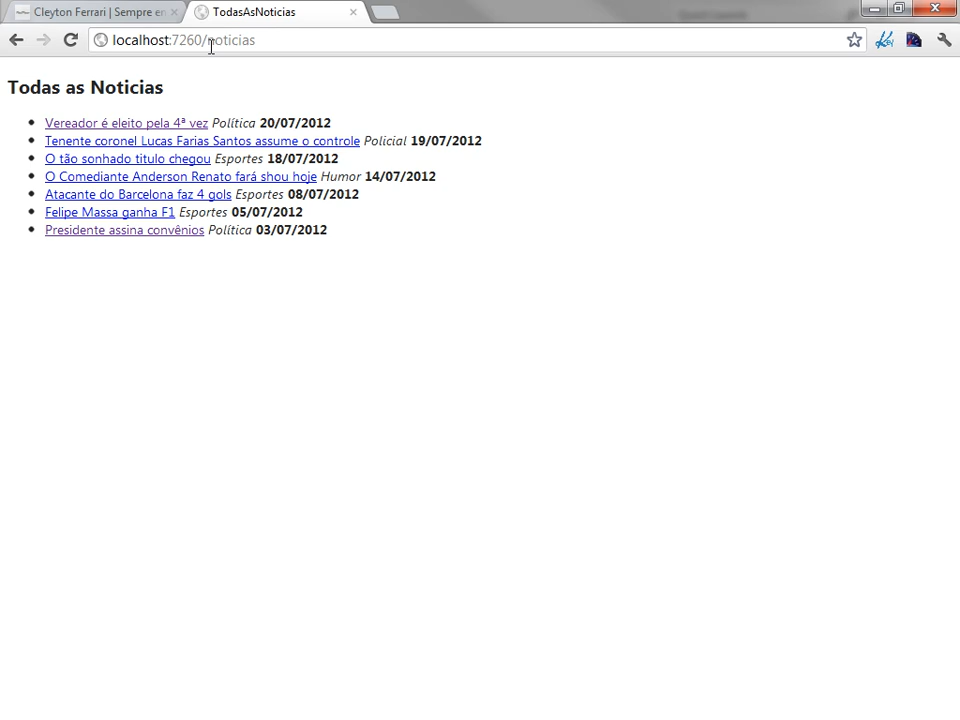 Cleyton Ferrari | Sempre en
TodasAsNoticias
localhost:7260/noticias
Todas as Noticias
Vereador é eleito pela 4ª vez Política 20/07/2012
Tenente coronel Lucas Farias Santos assume o controle Policial 19/07/2012
O tão sonhado titulo chegou Esportes 18/07/2012
O Comediante Anderson Renato fará shou hoje Humor 14/07/2012
Atacante do Barcelona faz 4 gols Esportes 08/07/2012
Felipe Massa ganha F1 Esportes 05/07/2012
Presidente assina convênios Política 03/07/2012